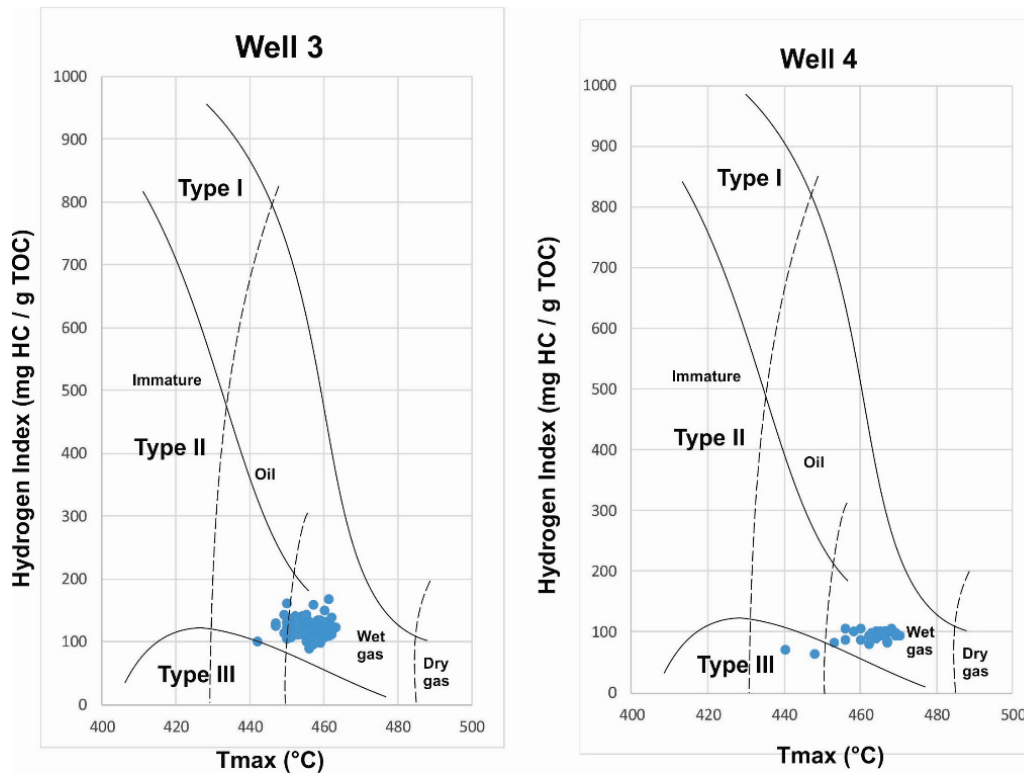 Well 3
Hydrogen Index (mg HC / g TOC)
1000
900
800
700
600
500
400
300
200
100
0
Type I
Immature
Type II
Oil
Type III
Wet
gas
Dry
gas
400
420
440
460
480
500
Tmax (°C)
Well 4
Hydrogen Index (mg HC / g TOC)
1000
900
800
700
600
500
400
300
200
100
0
Type I
Immature
Type II
Oil
Type III
Wet
gas
Dry
gas
400
420
440
460
480
500
Tmax (°C)